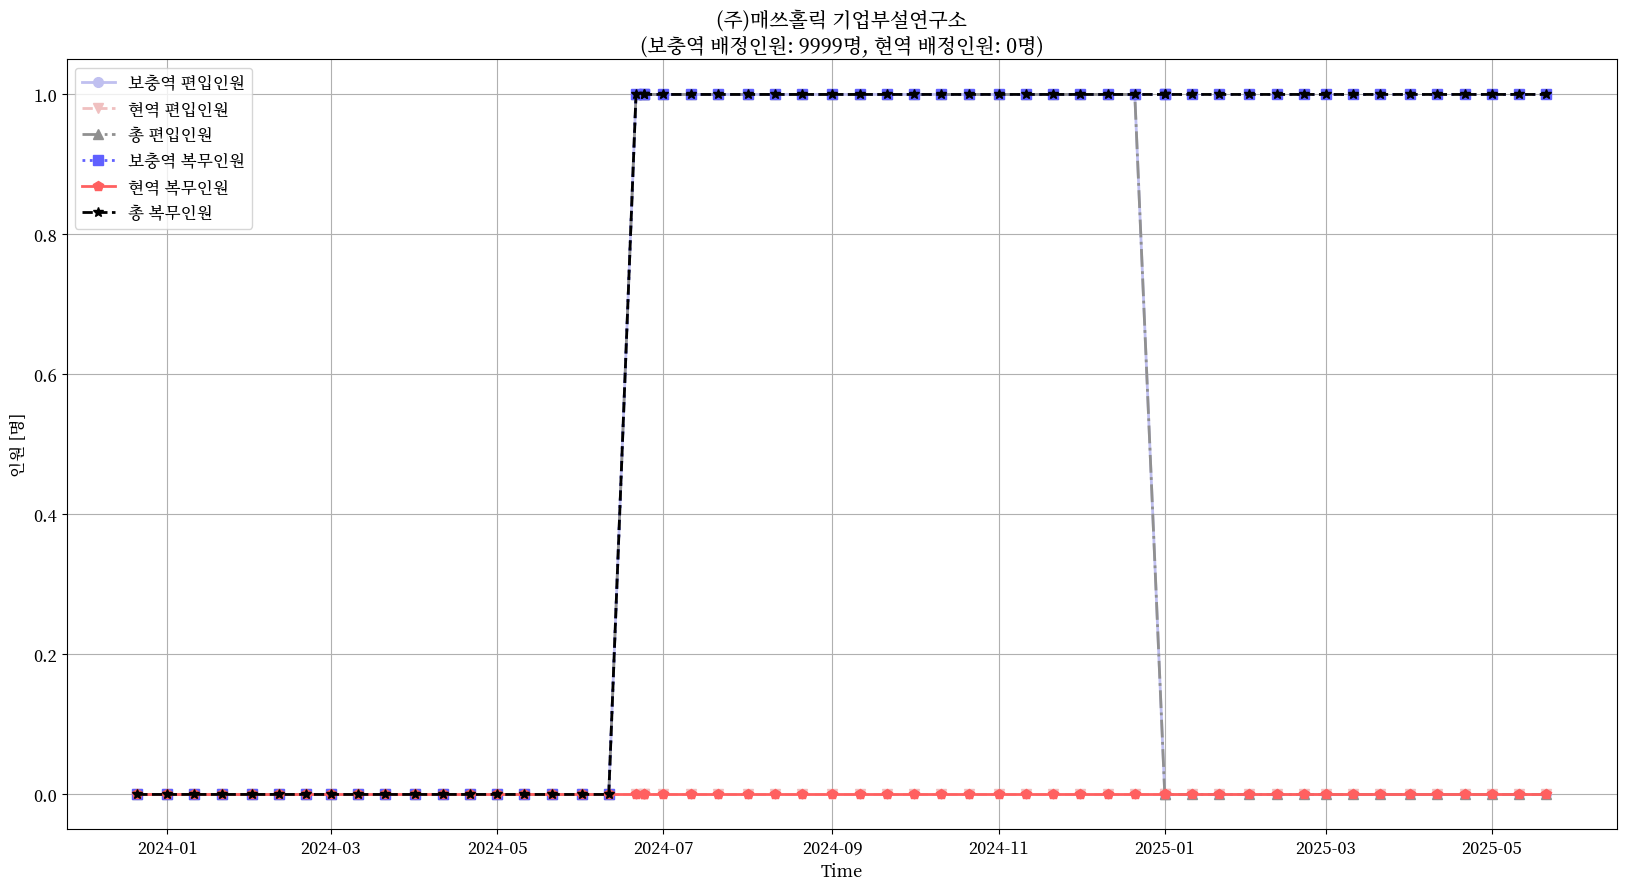 (주)매쓰홀릭 기업부설연구소
(보충역 배정인원: 9999명, 현역 배정인원: 0명)
보충역 편입인원
현역 편입인원
총 편입인원
보충역 복무인원
현역 복무인원
총 복무인원
1.0
0.8
0.6
0.4
0.2
0.0
인원 [명]
2024-01
2024-03
2024-05
2024-07
2024-09
2024-11
2025-01
2025-03
2025-05
Time